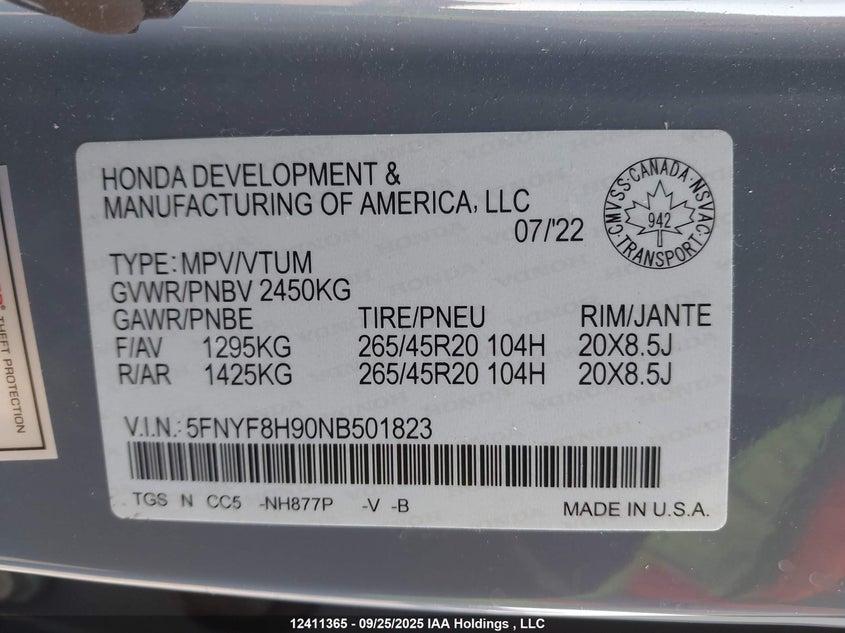 HONDA DEVELOPMENT &
MANUFACTURING OF AMERICA, LLC
07/'22
CMVSS·CANADA·NSVAC
942
TRANSPORT
TYPE: MPV/VTUM
GVWR/PNBV 2450KG
GAWR/PNBE TIRE/PNEU RIM/JANTE
F/AV 1295KG 265/45R20 104H 20X8.5J
R/AR 1425KG 265/45R20 104H 20X8.5J
V.I.N.: 5FNYF8H90NB501823
TGS N CC5 -NH877P -V -B
MADE IN U.S.A.
THEFT PROTECTION
12411365 - 09/25/2025 IAA Holdings , LLC